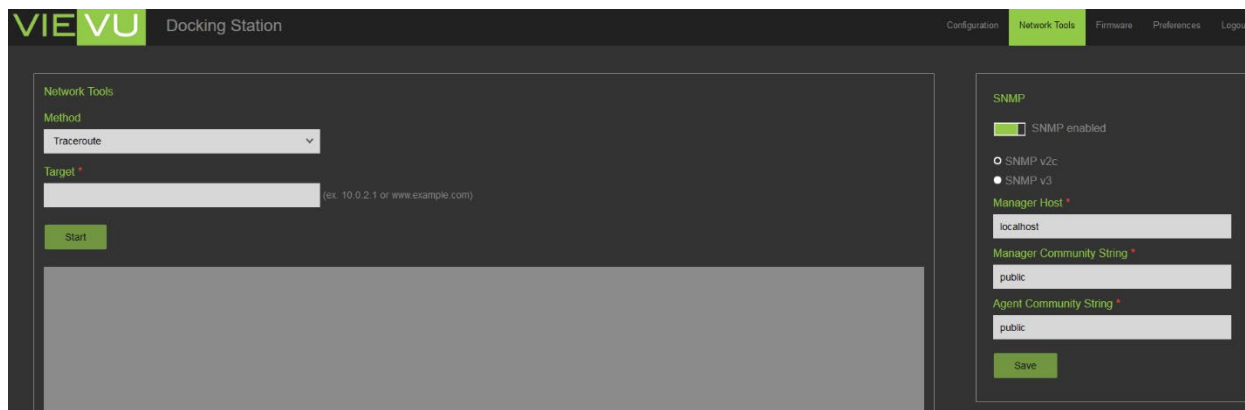 VIEVU Docking Station Configuration Network Tools Firmware Preferences
Network Tools
Method
Traceroute
Target *
(ex. 10.0.2.1 or www.example.com)
Start
SNMP
SNMP enabled
SNMP v2c
SNMP v3
Manager Host *
localhost
Manager Community String *
public
Agent Community String *
public
Save